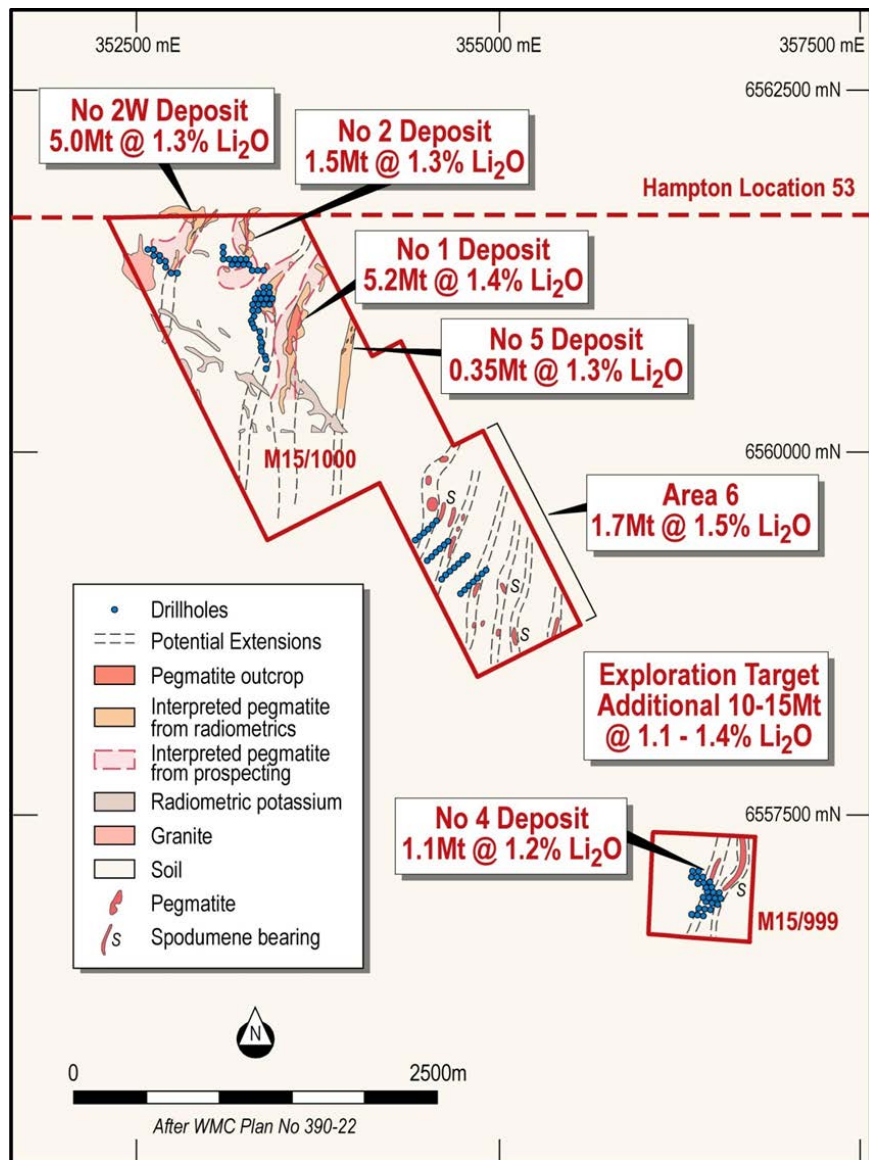 352500 mE
355000 mE
357500 mE
6562500 mN
No 2W Deposit
5.0Mt @ 1.3% Li₂O
No 2 Deposit
1.5Mt @ 1.3% Li₂O
Hampton Location 53
No 1 Deposit
5.2Mt @ 1.4% Li₂O
No 5 Deposit
0.35Mt @ 1.3% Li₂O
6560000 mN
M15/1000
S
Area 6
1.7Mt @ 1.5% Li₂O
S
S
Drillholes
Potential Extensions
Pegmatite outcrop
Interpreted pegmatite
from radiometrics
Interpreted pegmatite
from prospecting
Radiometric potassium
Granite
Soil
Pegmatite
S
Spodumene bearing
Exploration Target
Additional 10-15Mt
@ 1.1 - 1.4% Li₂O
6557500 mN
No 4 Deposit
1.1Mt @ 1.2% Li₂O
S
M15/999
N
0
2500m
After WMC Plan No 390-22